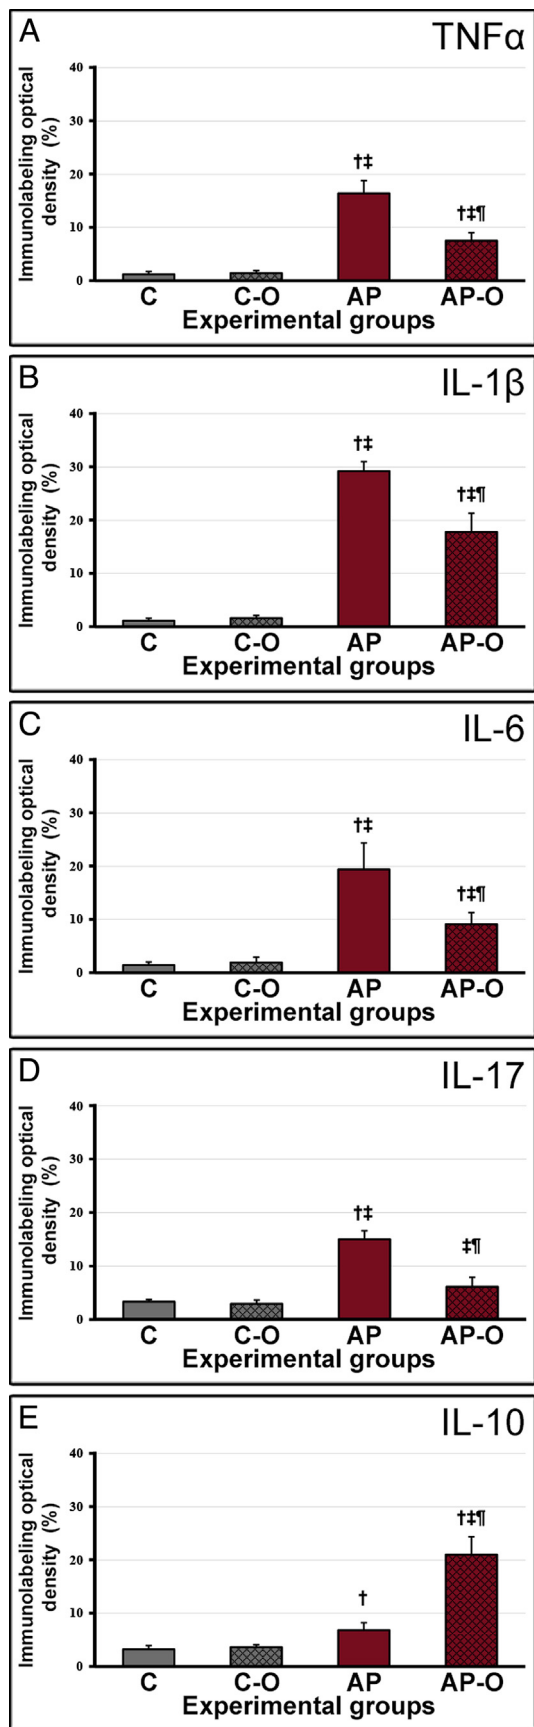 A
TNFα
Immunolabeling optical
density (%)
40
30
20
10
0
†‡
†‡¶
C
C-O
AP
AP-O
Experimental groups
B
IL-1β
Immunolabeling optical
density (%)
40
30
20
10
0
†‡
†‡¶
C
C-O
AP
AP-O
Experimental groups
C
IL-6
Immunolabeling optical
density (%)
40
30
20
10
0
†‡
†‡¶
C
C-O
AP
AP-O
Experimental groups
D
IL-17
Immunolabeling optical
density (%)
40
30
20
10
0
†‡
‡¶
C
C-O
AP
AP-O
Experimental groups
E
IL-10
Immunolabeling optical
density (%)
40
30
20
10
0
†
†‡¶
C
C-O
AP
AP-O
Experimental groups